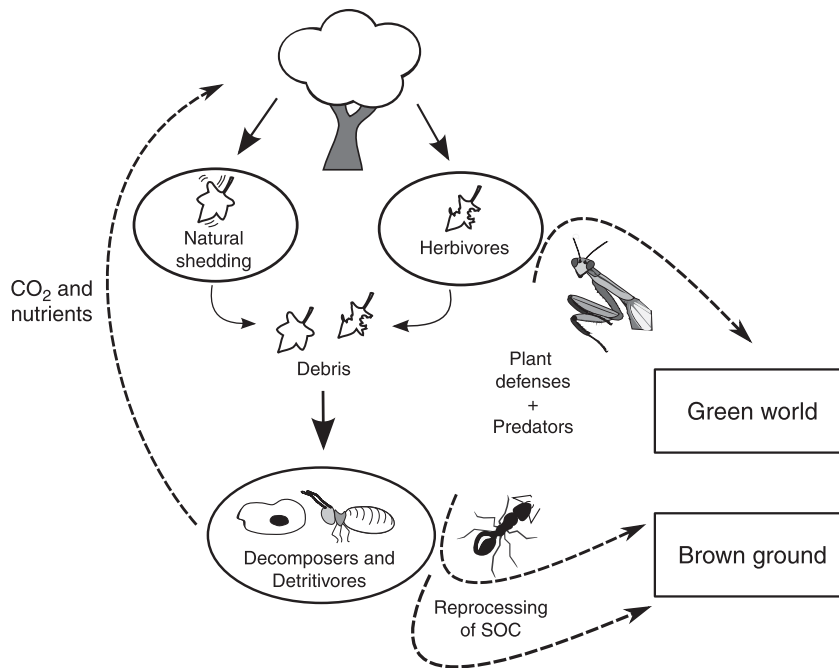 Natural
shedding
Herbivores
CO₂ and
nutrients
Debris
Plant
defenses
+
Predators
Green world
Decomposers and
Detritivores
Brown ground
Reprocessing
of SOC